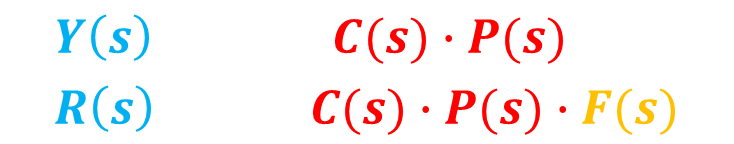 Y(s) C(s) · P(s)
R(s) C(s) · P(s) · F(s)